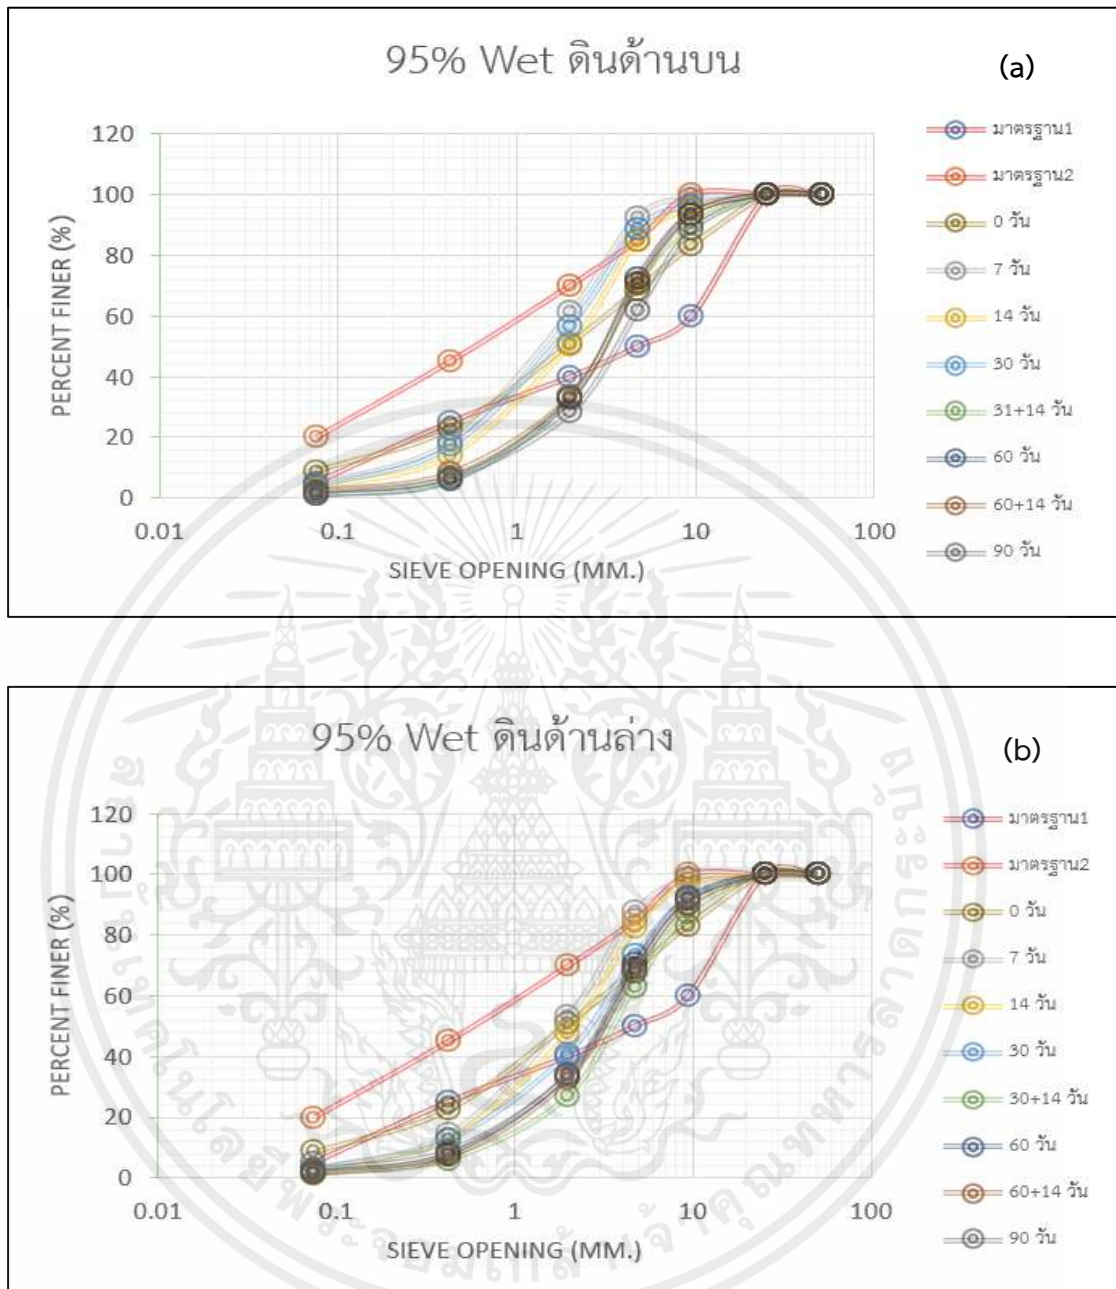 95% Wet ดินด้านบน
(a)
120
100
80
60
40
20
0
PERCENT FINER (%)
0.01
0.1
1
10
100
SIEVE OPENING (MM.)
มาตรฐาน1
มาตรฐาน2
0 วัน
7 วัน
14 วัน
30 วัน
31+14 วัน
60 วัน
60+14 วัน
90 วัน
95% Wet ดินด้านล่าง
(b)
120
100
80
60
40
20
0
PERCENT FINER (%)
0.01
0.1
1
10
100
SIEVE OPENING (MM.)
มาตรฐาน1
มาตรฐาน2
0 วัน
7 วัน
14 วัน
30 วัน
30+14 วัน
60 วัน
60+14 วัน
90 วัน